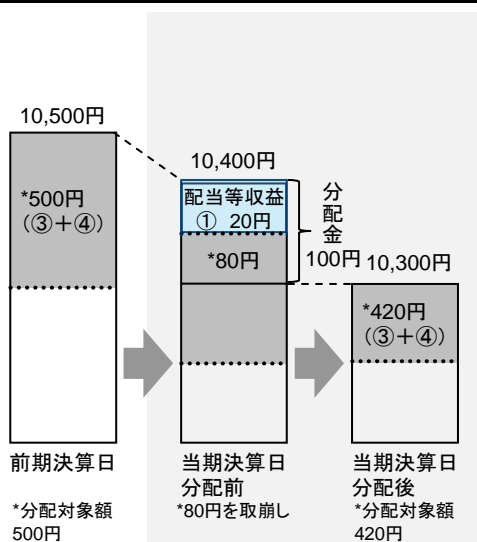 10,500円
*500円
(③+④)
前期決算日
*分配対象額
500円
10,400円
配当等収益
① 20円
*80円
分配金
100円
当期決算日
分配前
*80円を取崩し
10,300円
*420円
(③+④)
当期決算日
分配後
*分配対象額
420円